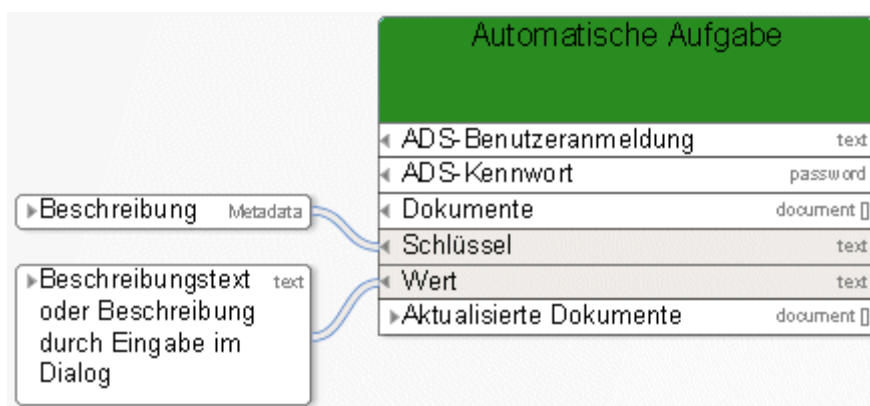 Automatische Aufgabe
ADS-Benutzeranmeldung text
ADS-Kennwort password
Beschreibung Metadata
Dokumente document []
Schlüssel text
Beschreibungstext text
oder Beschreibung
durch Eingabe im
Dialog
Wert text
Aktualisierte Dokumente document []